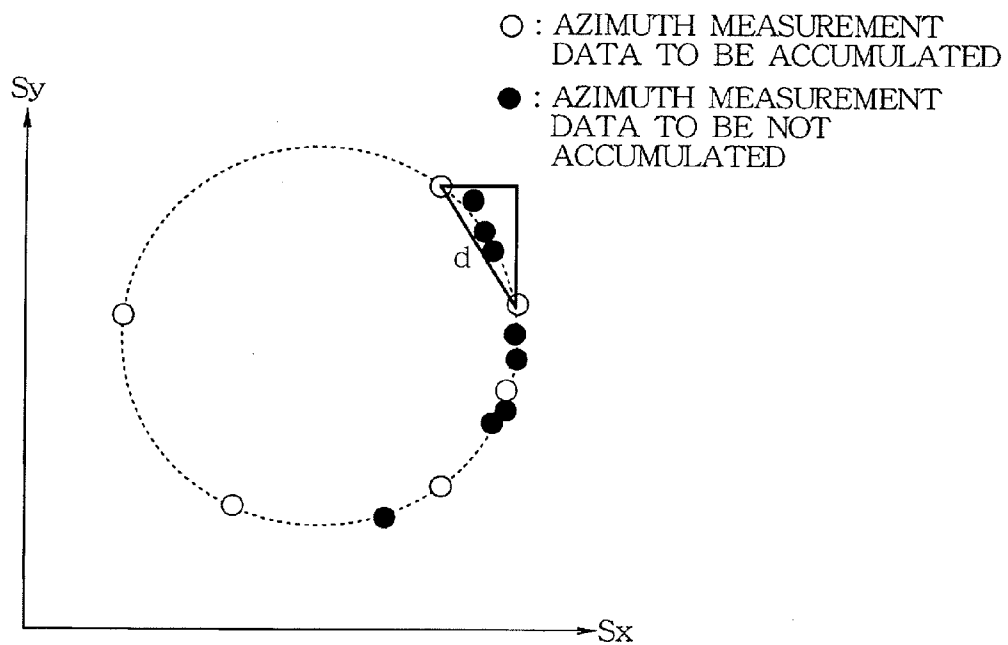 ○ : AZIMUTH MEASUREMENT
DATA TO BE ACCUMULATED
● : AZIMUTH MEASUREMENT
DATA TO BE NOT
ACCUMULATED
Sy
d
Sx